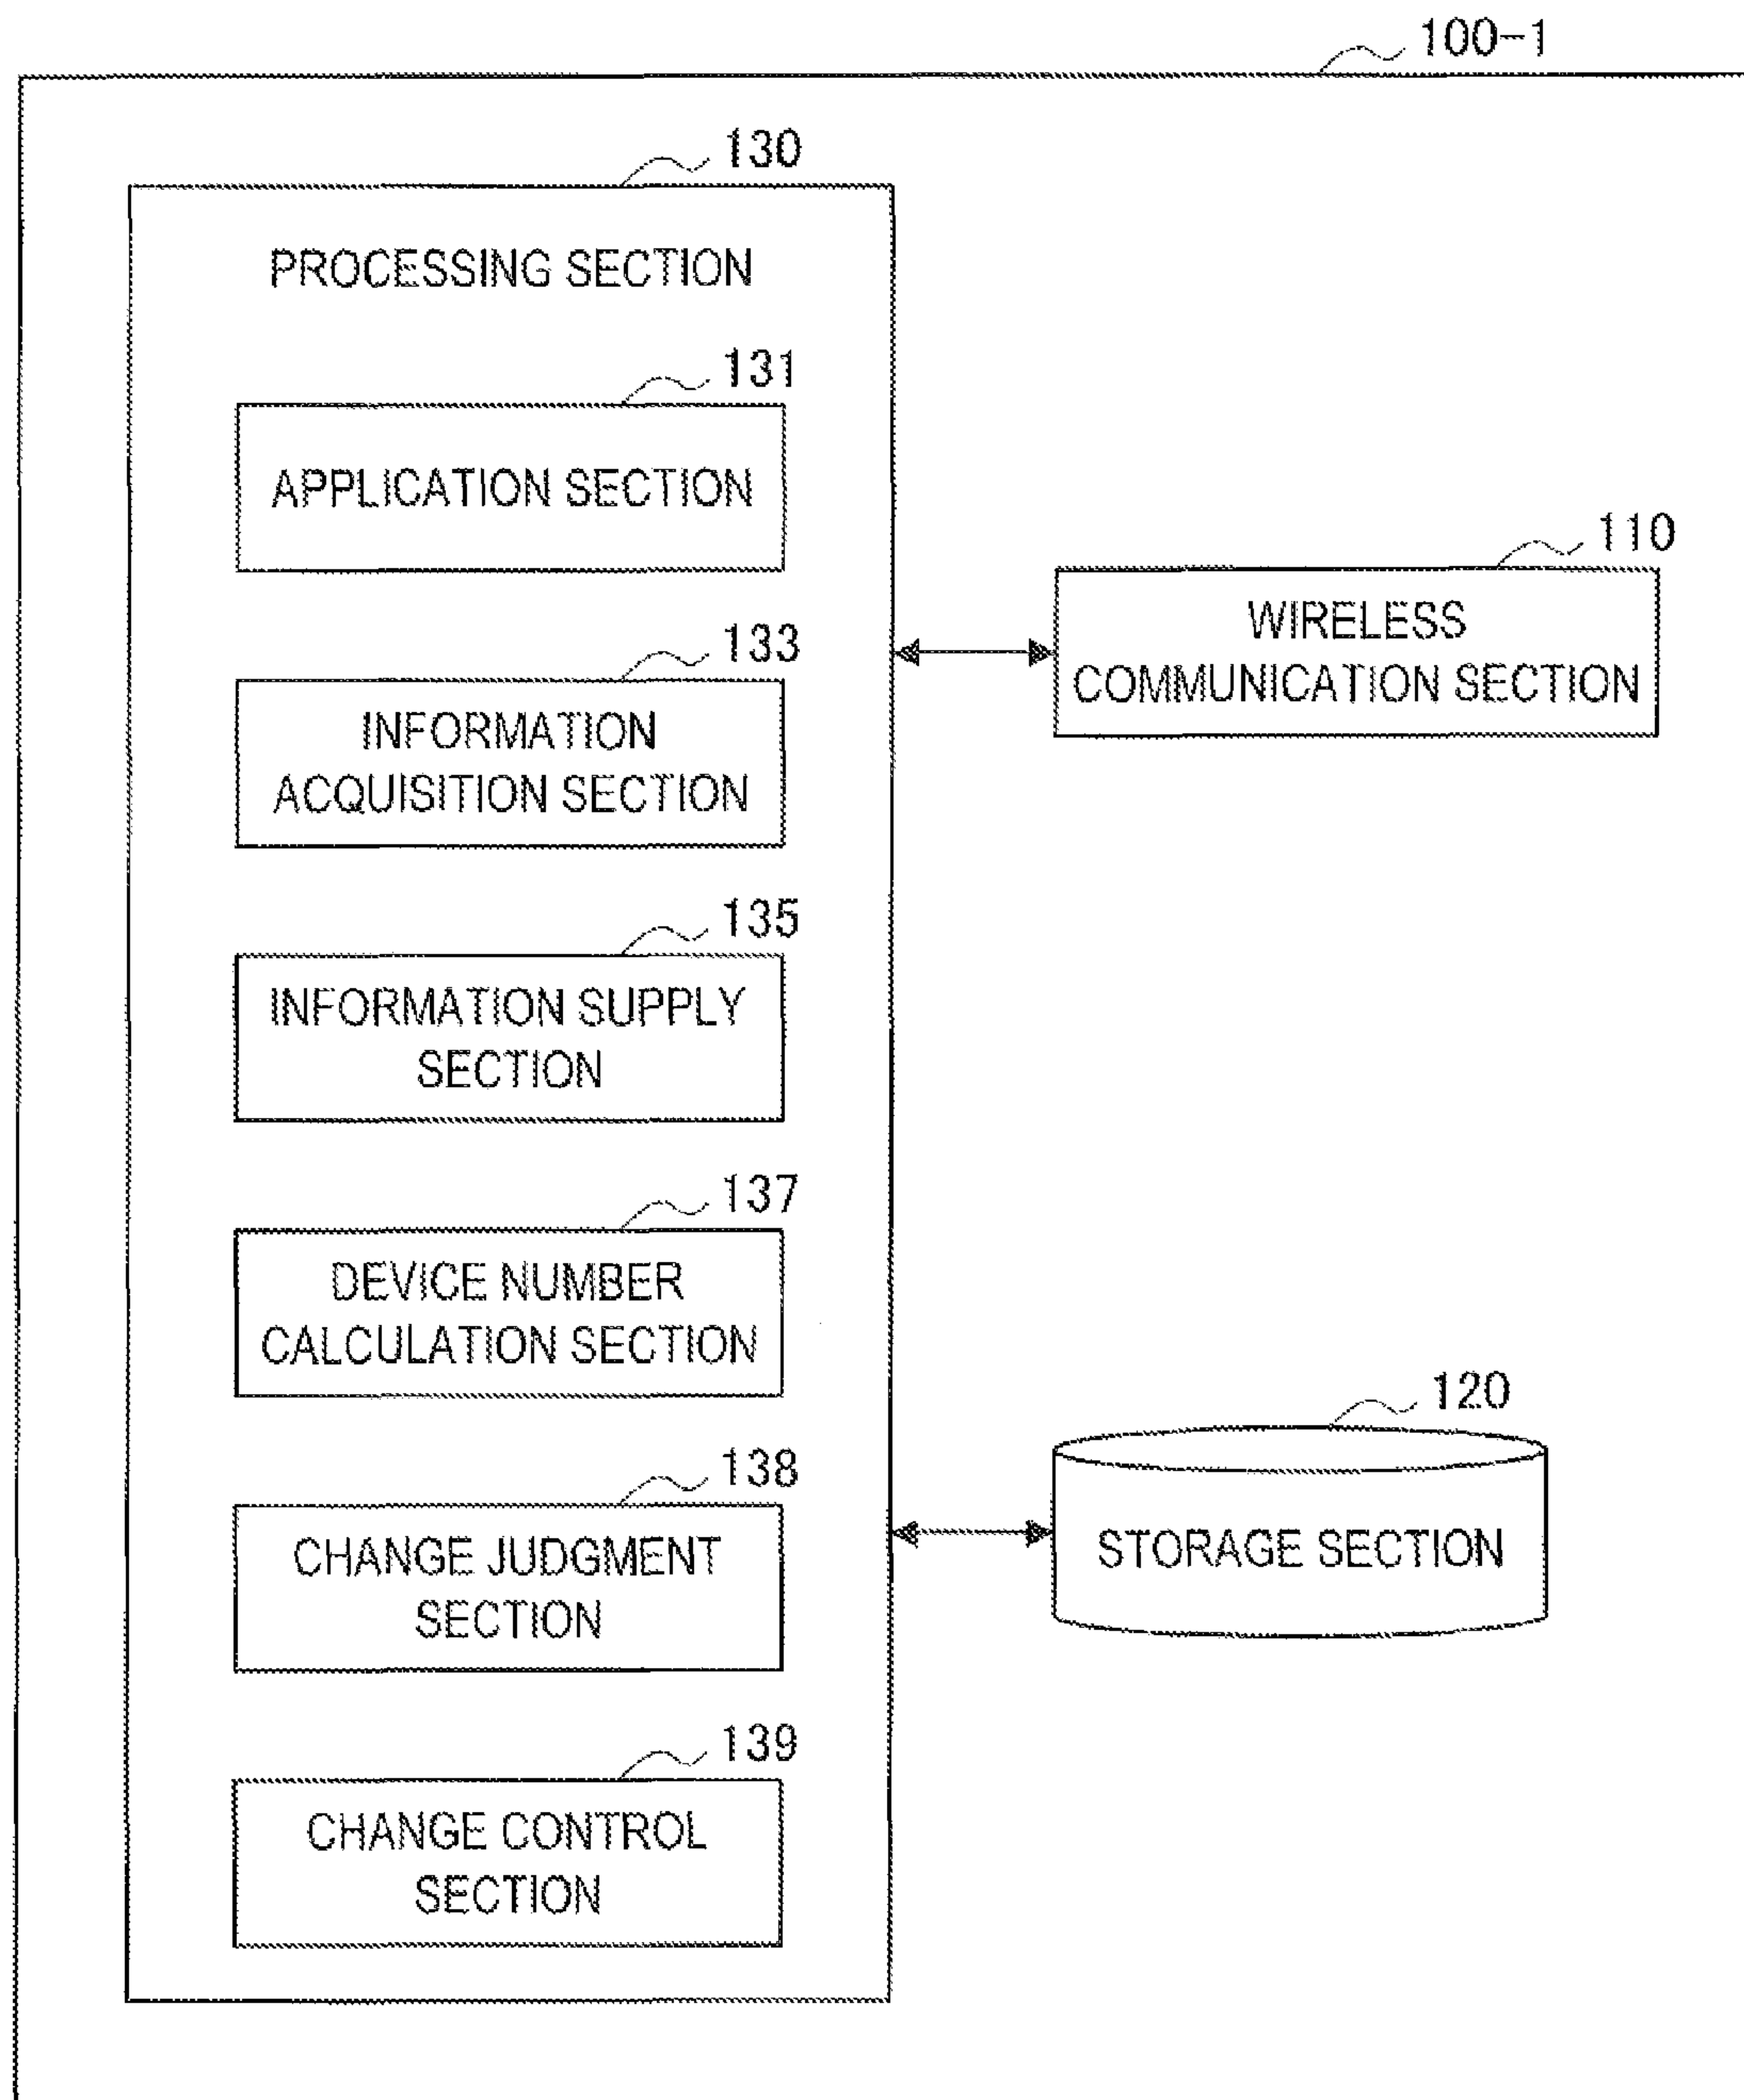 100-1
130
PROCESSING SECTION
131
APPLICATION SECTION
133
INFORMATION
ACQUISITION SECTION
135
INFORMATION SUPPLY
SECTION
137
DEVICE NUMBER
CALCULATION SECTION
138
CHANGE JUDGMENT
SECTION
139
CHANGE CONTROL
SECTION
110
WIRELESS
COMMUNICATION SECTION
120
STORAGE SECTION